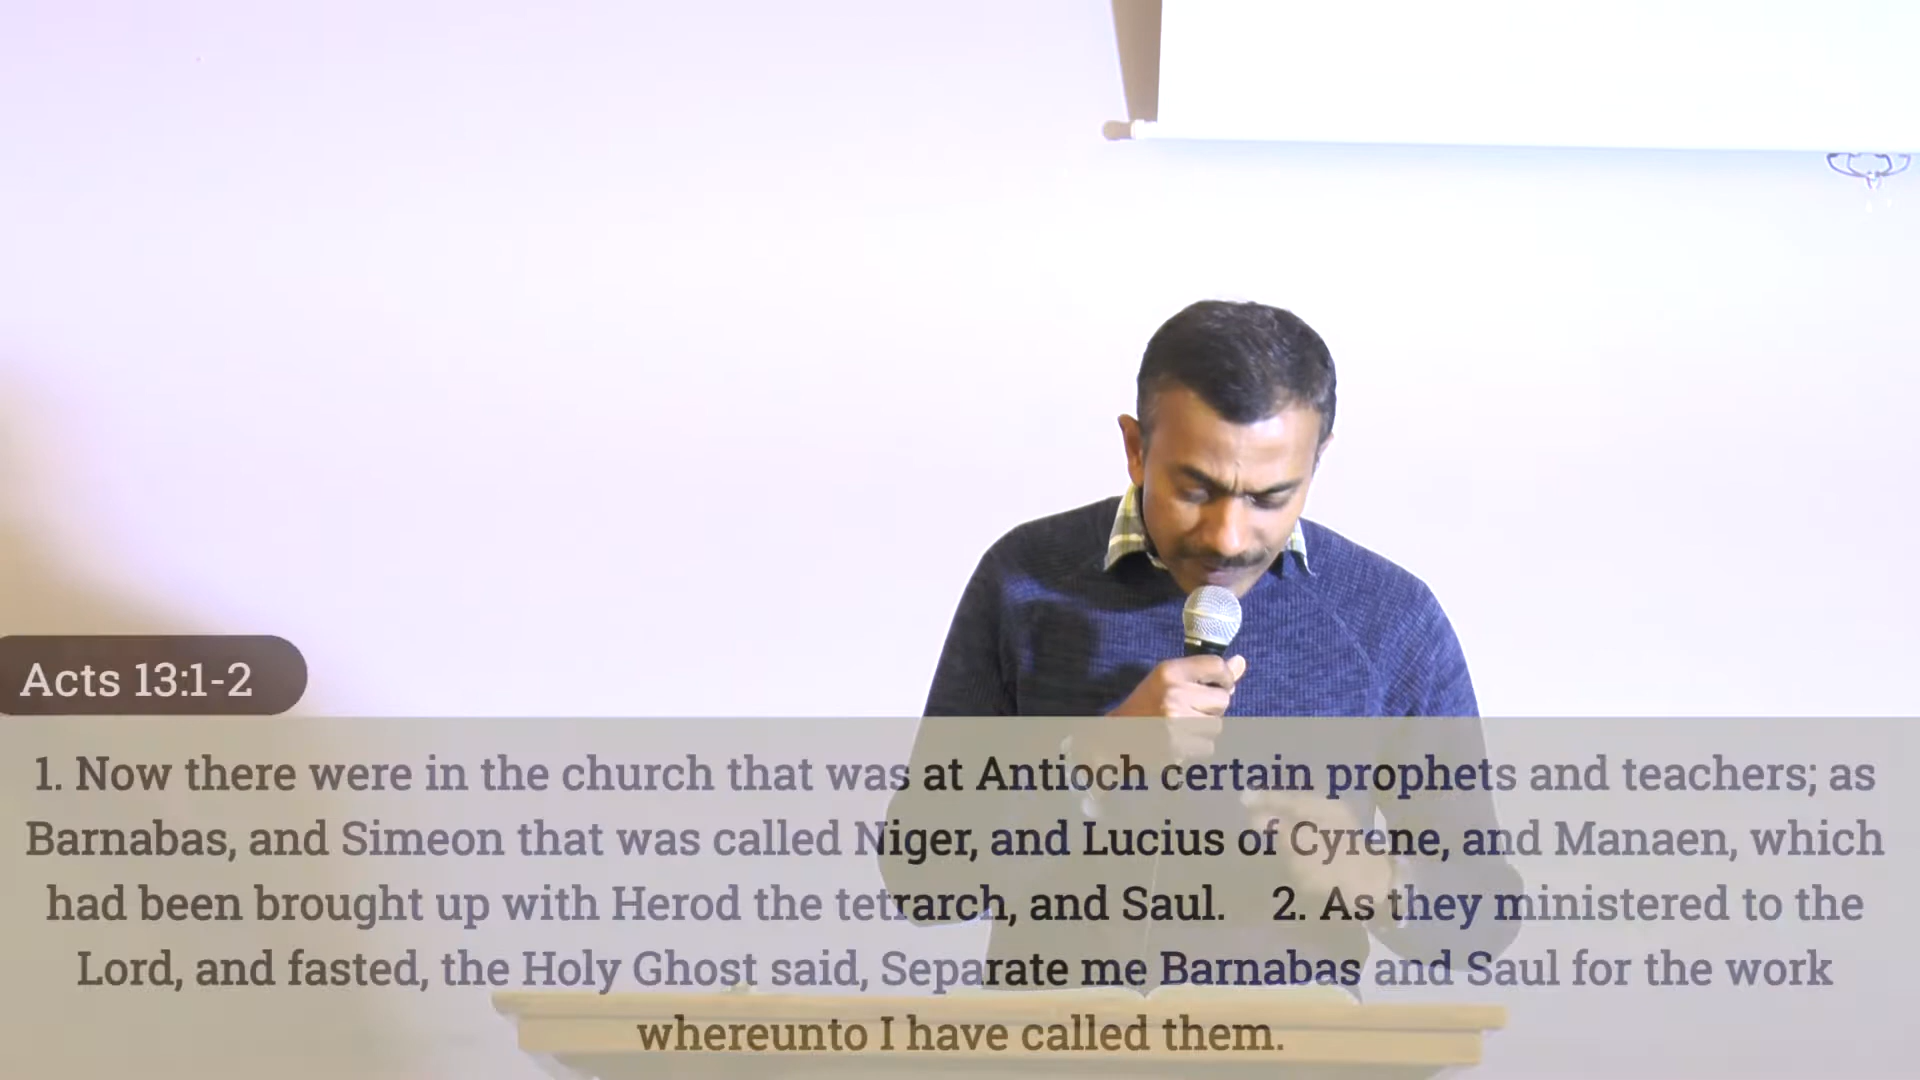 Acts 13:1-2
1. Now there were in the church that was at Antioch certain prophets and teachers; as
Barnabas, and Simeon that was called Niger, and Lucius of Cyrene, and Manaen, which
had been brought up with Herod the tetrarch, and Saul. 2. As they ministered to the
Lord, and fasted, the Holy Ghost said, Separate me Barnabas and Saul for the work
whereunto I have called them.